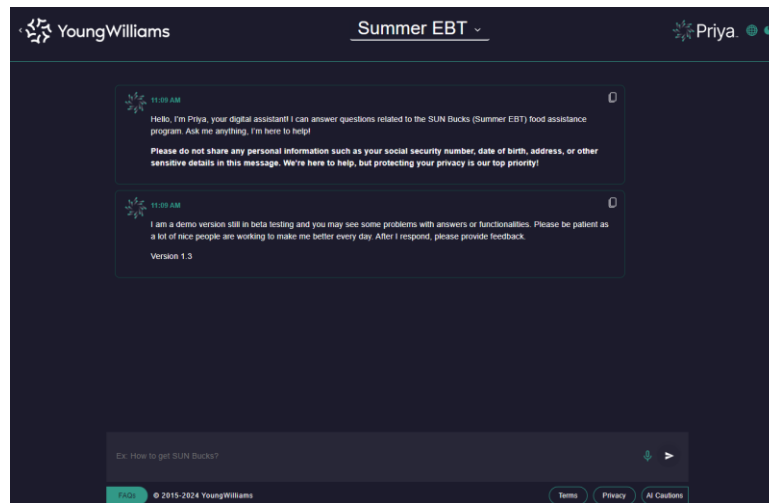 YoungWilliams
Summer EBT
Priya.
11:09 AM
Hello, I'm Priya, your digital assistant! I can answer questions related to the SUN Bucks (Summer EBT) food assistance
program. Ask me anything, I'm here to help!
Please do not share any personal information such as your social security number, date of birth, address, or other
sensitive details in this message. We're here to help, but protecting your privacy is our top priority!
11:09 AM
I am a demo version still in beta testing and you may see some problems with answers or functionalities. Please be patient as
a lot of nice people are working to make me better every day. After I respond, please provide feedback.
Version 1.3
Ex: How to get SUN Bucks?
FAQs © 2015-2024 YoungWilliams Terms Privacy AI Cautions